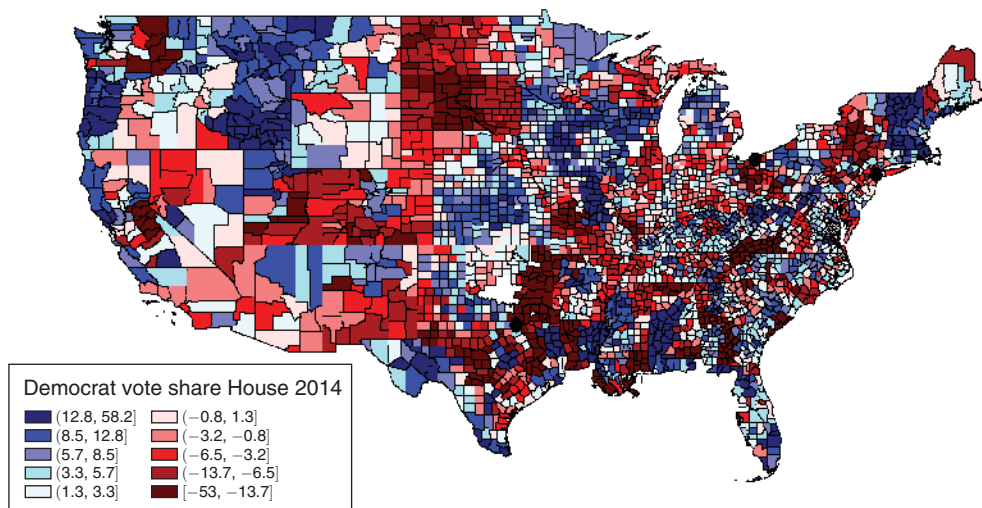 Democrat vote share House 2014
(12.8, 58.2] (−0.8, 1.3]
(8.5, 12.8] (−3.2, −0.8]
(5.7, 8.5] (−6.5, −3.2]
(3.3, 5.7] (−13.7, −6.5]
(1.3, 3.3] [−53, −13.7]